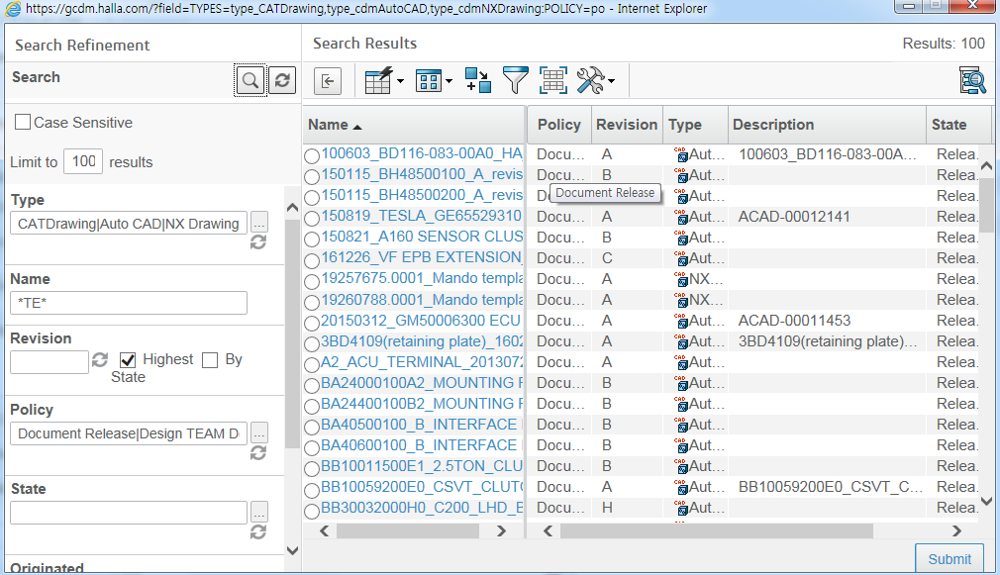 https://gcdm.halla.com/?field=TYPES=type_CATDrawing,type_cdmAutoCAD,type_cdmNXDrawing:POLICY=po - Internet Explorer
Search Refinement
Search
Case Sensitive
Limit to 100 results
Type
CATDrawing|Auto CAD|NX Drawing
...
Name
*TE*
Revision
Highest By
State
Policy
Document Release|Design TEAM D
...
State
...
Originated
Search Results
Results: 100
Name Policy Revision Type Description State
100603_BD116-083-00A0_HA Docu... A Aut... 100603_BD116-083-00A... Relea.
150115_BH48500100_A_revis Docu... B Aut... Relea.
150115_BH48500200_A_revis Aut... Relea.
Document Release
150819_TESLA_GE65529310 Docu... A Aut... ACAD-00012141 Relea.
150821_A160 SENSOR CLUS Docu... B Aut... Relea.
161226_VF EPB EXTENSION_ Docu... C Aut... Relea.
19257675.0001_Mando templa Docu... A NX... Relea.
19260788.0001_Mando templa Docu... A NX... Relea.
20150312_GM50006300 ECU Docu... A Aut... ACAD-00011453 Relea.
3BD4109(retaining plate)_1602 Docu... A Aut... 3BD4109(retaining plate)... Relea.
A2_ACU_TERMINAL_2013072 Docu... A Aut... Relea.
BA24000100A2_MOUNTING Docu... B Aut... Relea.
BA24400100B2_MOUNTING Docu... B Aut... Relea.
BA40500100_B_INTERFACE Docu... B Aut... Relea.
BA40600100_B_INTERFACE Docu... B Aut... Relea.
BB10011500E1_2.5TON_CLU Docu... B Aut... Relea.
BB10059200E0_CSVT_CLUTC Docu... A Aut... BB10059200E0_CSVT_C... Relea.
BB30032000H0_C200_LHD_E Docu... H Aut... Relea.
Submit